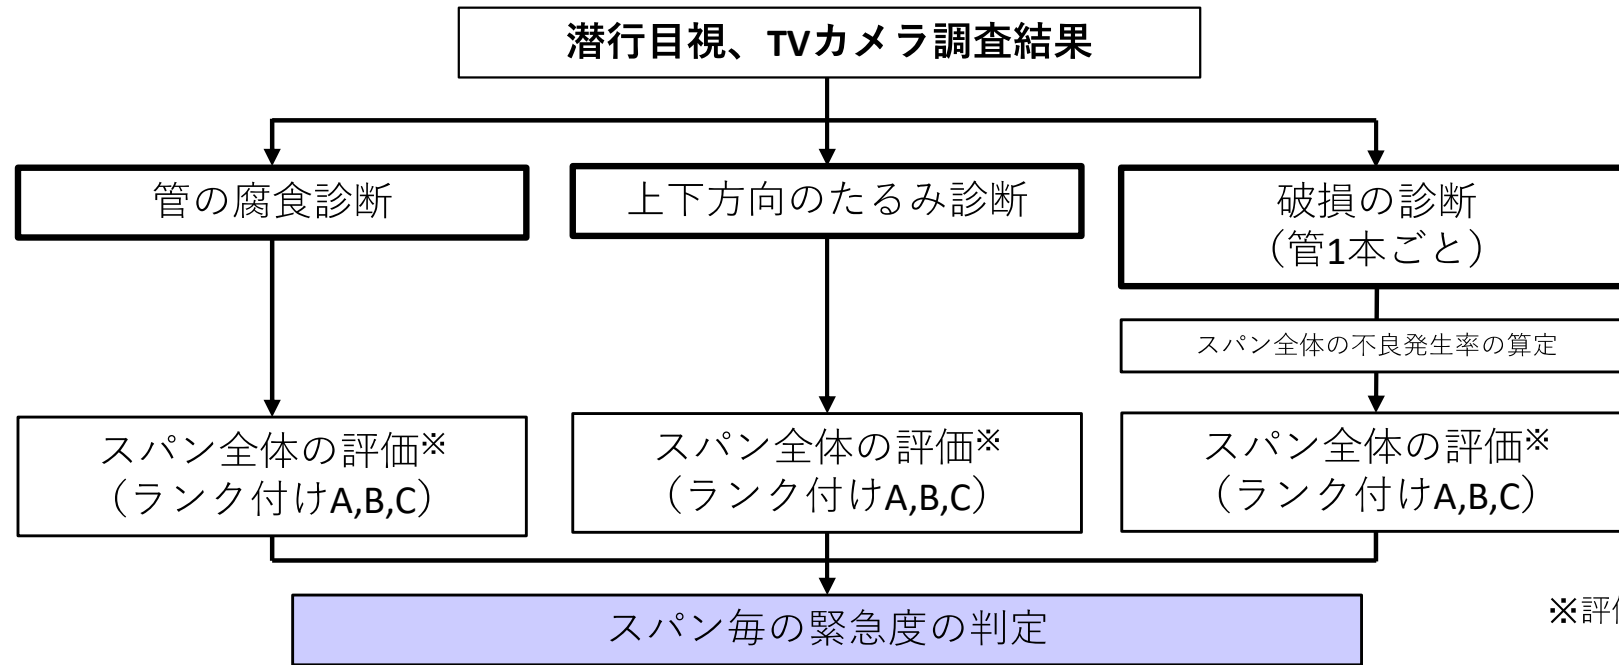 潜行目視、TVカメラ調査結果
管の腐食診断
上下方向のたるみ診断
破損の診断
（管1本ごと）
スパン全体の不良発生率の算定
スパン全体の評価※
（ランク付けA,B,C）
スパン全体の評価※
（ランク付けA,B,C）
スパン全体の評価※
（ランク付けA,B,C）
スパン毎の緊急度の判定
※評